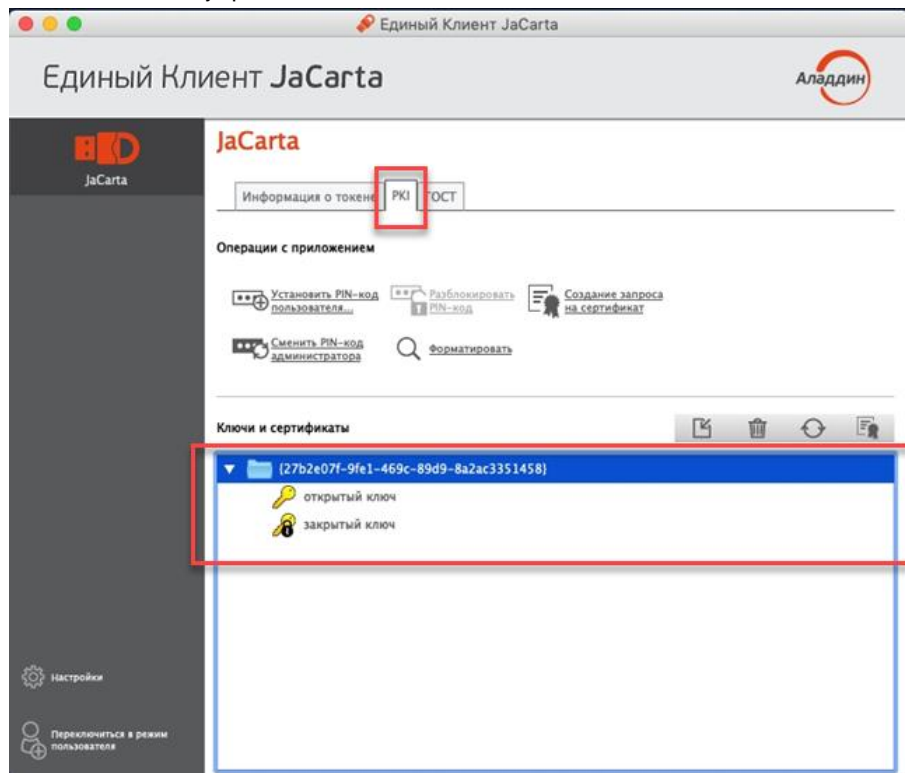 Единый Клиент JaCarta
Единый Клиент JaCarta
Аладдин
JaCarta
JaCarta
Информация о токене PKI ГОСТ
Операции с приложением
Установить PIN-код
пользователя...
Разблокировать
PIN-код
Создание запроса
на сертификат
Сменить PIN-код
администратора
Форматировать
Ключи и сертификаты
{27b2e07f-9fe1-469c-89d9-8a2ac3351458}
открытый ключ
закрытый ключ
Настройки
Переключиться в режим
пользователя